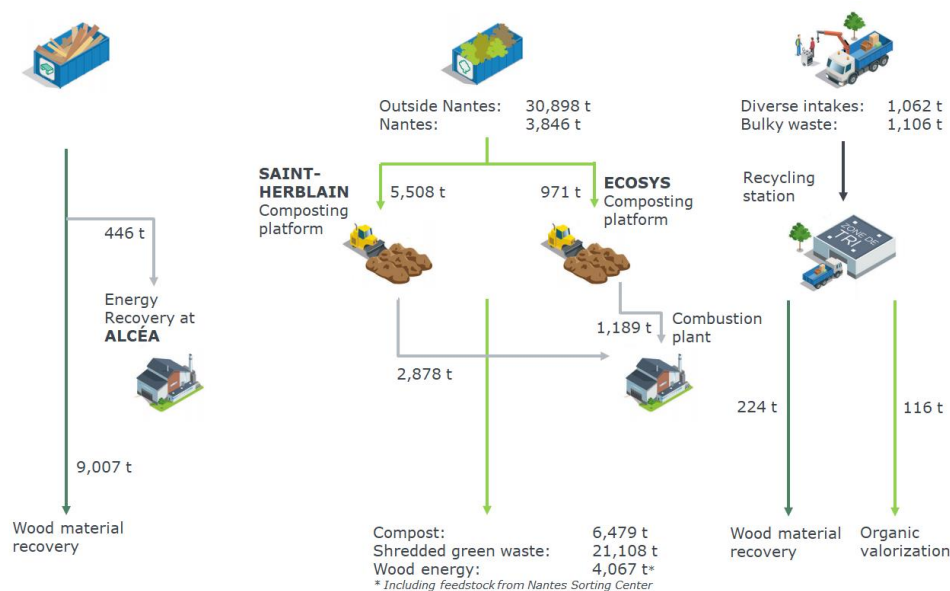 Outside Nantes: 30,898 t
Nantes: 3,846 t
Diverse intakes: 1,062 t
Bulky waste: 1,106 t
SAINT-
HERBLAIN
Composting
platform
5,508 t
971 t
ECOSYS
Composting
platform
Recycling
station
ZONE DE
TRI
446 t
Energy
Recovery at
ALCÉA
1,189 t
Combustion
plant
2,878 t
224 t
116 t
9,007 t
Wood material
recovery
Compost: 6,479 t
Shredded green waste: 21,108 t
Wood energy: 4,067 t*
* Including feedstock from Nantes Sorting Center
Wood material
recovery
Organic
valorization